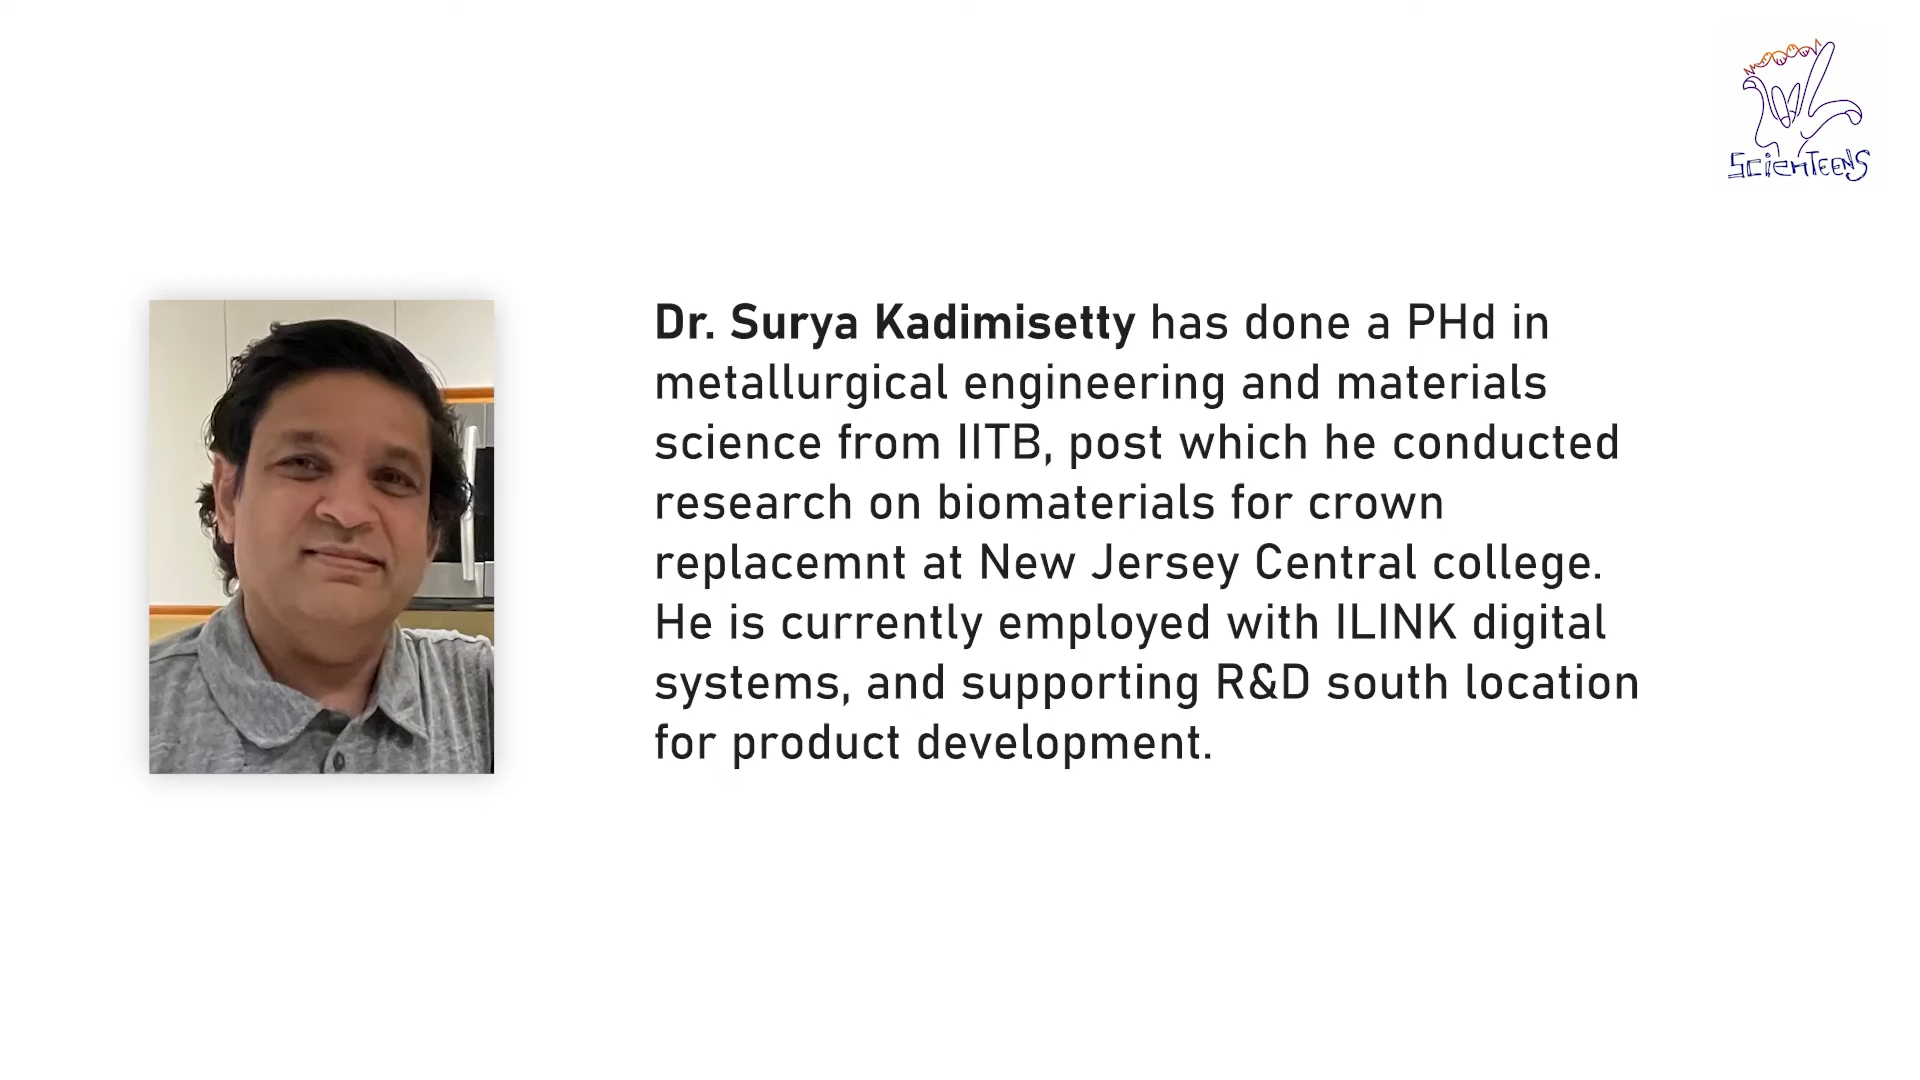 SciEnTEENS
Dr. Surya Kadimisetty has done a PHd in
metallurgical engineering and materials
science from IITB, post which he conducted
research on biomaterials for crown
replacemnt at New Jersey Central college.
He is currently employed with ILINK digital
systems, and supporting R&D south location
for product development.